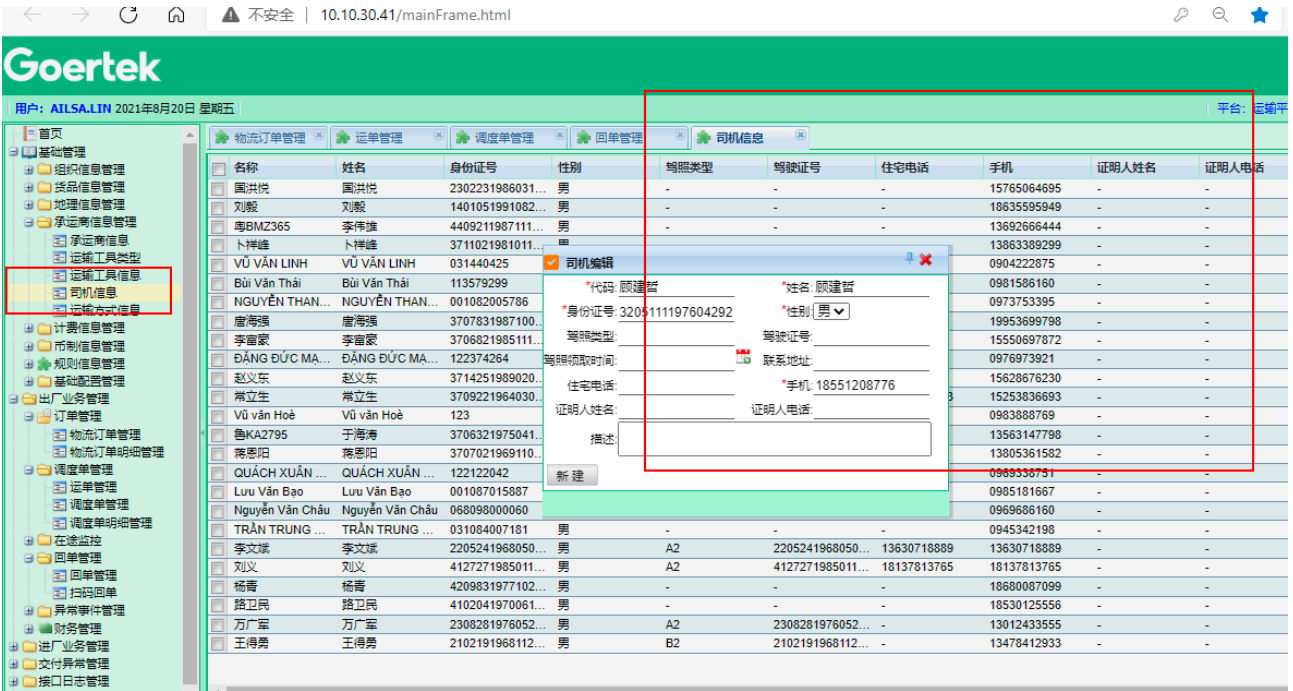 不安全 | 10.10.30.41/mainFrame.html
Goertek
用户: AILSA.LIN 2021年8月20日 星期五
平台: 运输平
首页
基础管理
组织信息管理
货品信息管理
地理信息管理
承运商信息管理
承运商信息
运输工具类型
运输工具信息
司机信息
运输方式信息
计费信息管理
币制信息管理
规则信息管理
基础配置管理
出厂业务管理
订单管理
物流订单管理
物流订单明细管理
调度单管理
运单管理
调度单管理
调度单明细管理
在途监控
回单管理
回单管理
扫码回单
异常事件管理
财务管理
进厂业务管理
交付异常管理
接口日志管理
物流订单管理 运单管理 调度单管理 回单管理 司机信息
名称 姓名 身份证号 性别 驾照类型 驾驶证号 住宅电话 手机 证明人姓名 证明人电话
国洪悦 国洪悦 2302231986031... 男 - - - 15765064695 - -
刘毅 刘毅 1401051991082... 男 - - - 18635595949 - -
粤BMZ365 李伟雄 4409211987111... 男 - - - 13692666444 - -
卜祥峰 卜祥峰 3711021981011... 男 13863389299 - -
VŨ VĂN LINH VŨ VĂN LINH 031440425 0904222875 - -
Bùi Văn Thái Bùi Văn Thái 113579299 0981586160 - -
NGUYỄN THAN... NGUYỄN THAN... 001082005786 0973753395 - -
唐海强 唐海强 3707831987100... 19953699798 - -
李富家 李富家 3706821985111... 15550697872 - -
ĐẶNG ĐỨC MẠ... ĐẶNG ĐỨC MẠ... 122374264 0976973921 - -
赵义东 赵义东 3714251989020... 15628676230 - -
常立生 常立生 3709221964030... 3 15253836693 - -
Vũ văn Hoè Vũ văn Hoè 123 0983888769 - -
鲁KA2795 于海涛 3706321975041... 13563147798 - -
蒋恩阳 蒋恩阳 3707021969110... 13805361582 - -
QUÁCH XUÂN ... QUÁCH XUÂN ... 122122042 0969338751 - -
Lưu Văn Bạo Lưu Văn Bạo 001087015887 0985181667 - -
Nguyễn Văn Châu Nguyễn Văn Châu 068098000060 0969686160 - -
TRẦN TRUNG ... TRẦN TRUNG ... 031084007181 男 - - - 0945342198 - -
李文斌 李文斌 2205241968050... 男 A2 2205241968050... 13630718889 13630718889 - -
刘义 刘义 4127271985011... 男 A2 4127271985011... 18137813765 18137813765 - -
杨青 杨青 4209831977102... 男 - - - 18680087099 - -
路卫民 路卫民 4102041970061... 男 - - - 18530125556 - -
万广军 万广军 2308281976052... 男 A2 2308281976052... - 13012433555 - -
王得勇 王得勇 2102191968112... 男 B2 2102191968112... - 13478412933 - -
司机编辑
*代码: 顾建哲 *姓名: 顾建哲
*身份证号: 3205111197604292 *性别: 男
驾照类型: 驾驶证号:
驾照领取时间: 联系地址:
住宅电话: *手机: 18551208776
证明人姓名: 证明人电话:
描述:
新 建